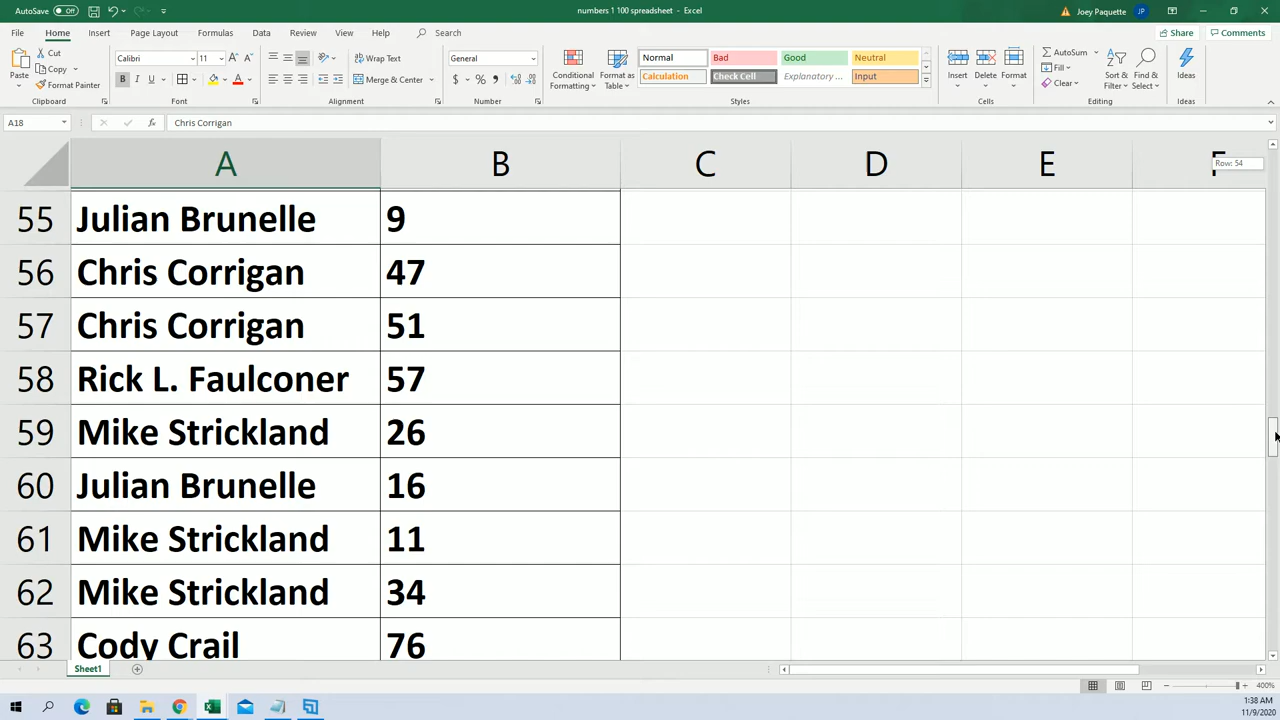 AutoSave Off
numbers 1 100 spreadsheet - Excel
Joey Paquette JP
File Home Insert Page Layout Formulas Data Review View Help Search
Share Comments
Paste
Cut
Copy
Format Painter
Clipboard
Calibri 11
B I U
Font
Wrap Text
Merge & Center
Alignment
General
$ % ,
Number
Conditional Formatting
Format as Table
Normal Bad Good Neutral
Calculation Check Cell Explanatory ... Input
Styles
Insert Delete Format
Cells
AutoSum
Fill
Clear
Sort & Filter
Find & Select
Editing
Ideas
Ideas
A18 fx Chris Corrigan
A B C D E F
Row: 54
55 Julian Brunelle 9
56 Chris Corrigan 47
57 Chris Corrigan 51
58 Rick L. Faulconer 57
59 Mike Strickland 26
60 Julian Brunelle 16
61 Mike Strickland 11
62 Mike Strickland 34
63 Cody Crail 76
Sheet1
400%
1:38 AM
11/9/2020